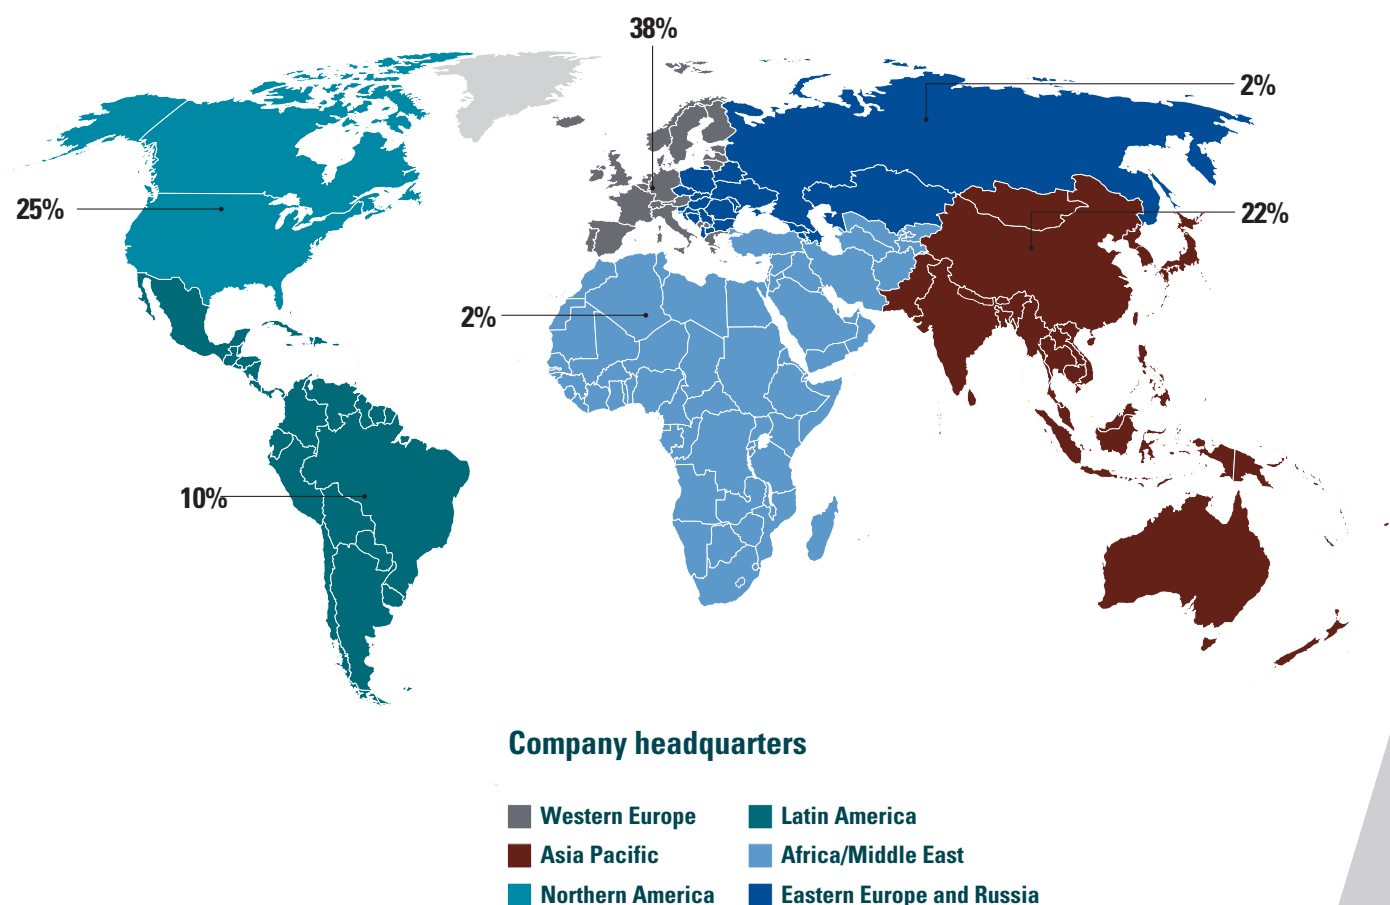 38%
2%
25%
22%
2%
10%
Company headquarters
Western Europe
Latin America
Asia Pacific
Africa/Middle East
Northern America
Eastern Europe and Russia